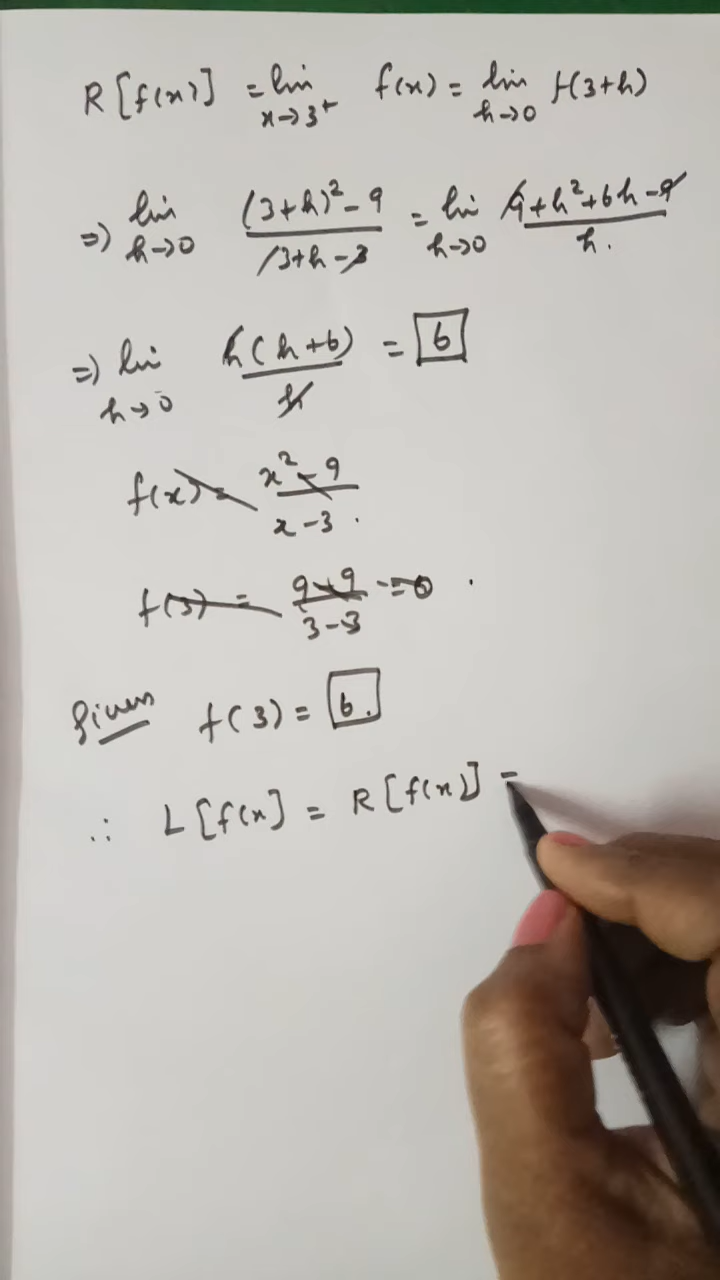 R[f(x)] = lim x→3⁺ f(x) = lim h→0 f(3+h)
⇒) lim h→0 (3+h)² - 9 / 3+h-3 = lim h→0 9+h²+6h-9 / h.
⇒) lim h→0 h(h+6) / h = 6
f(x) = x² - 9 / x - 3 .
f(3) = 9-9 / 3-3 = 0 .
Given f(3) = 6.
∴ L[f(x] = R[f(x)] =